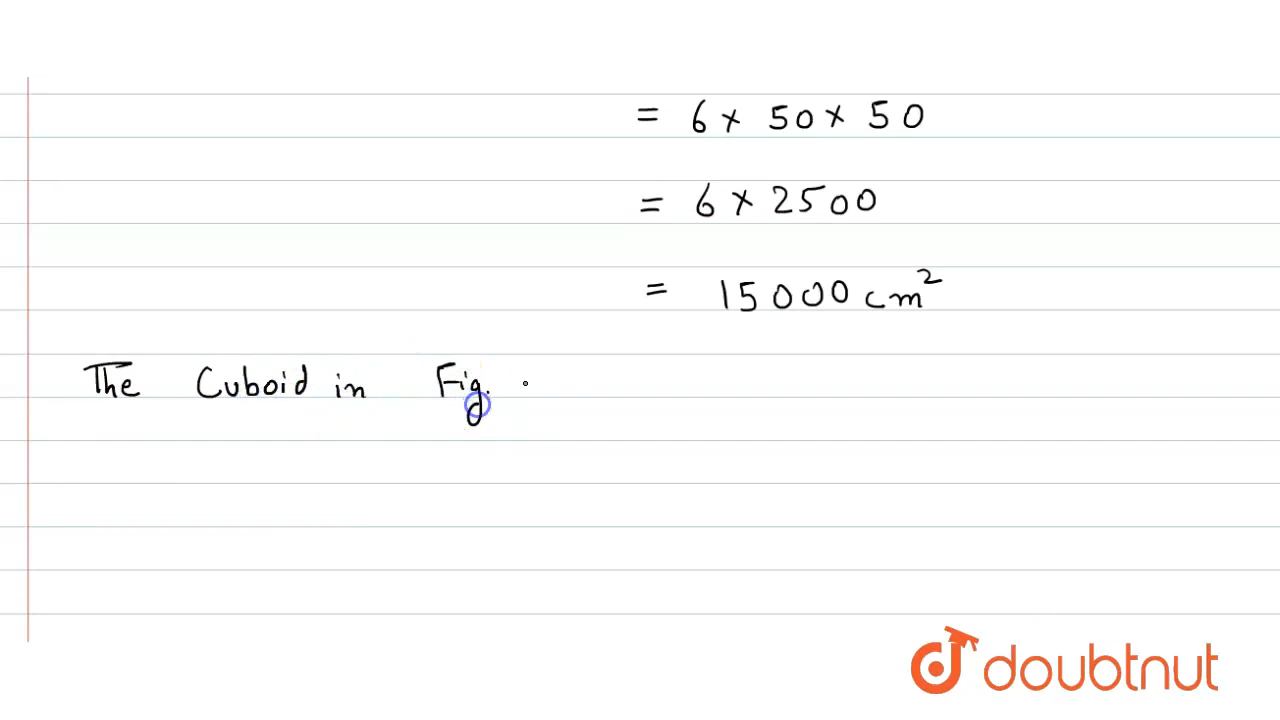 = 6 × 50 × 50
= 6 × 2500
= 15000 cm²
The Cuboid in Fig.
doubtnut